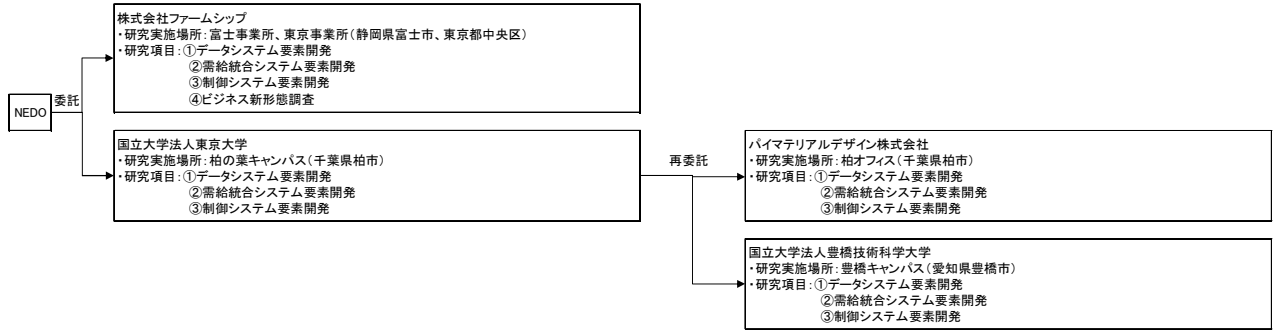 NEDO
委託
株式会社ファームシップ
・研究実施場所：富士事業所、東京事業所（静岡県富士市、東京都中央区）
・研究項目：①データシステム要素開発
②需給統合システム要素開発
③制御システム要素開発
④ビジネス新形態調査
国立大学法人東京大学
・研究実施場所：柏の葉キャンパス（千葉県柏市）
・研究項目：①データシステム要素開発
②需給統合システム要素開発
③制御システム要素開発
再委託
パイマテリアルデザイン株式会社
・研究実施場所：柏オフィス（千葉県柏市）
・研究項目：①データシステム要素開発
②需給統合システム要素開発
③制御システム要素開発
国立大学法人豊橋技術科学大学
・研究実施場所：豊橋キャンパス（愛知県豊橋市）
・研究項目：①データシステム要素開発
②需給統合システム要素開発
③制御システム要素開発